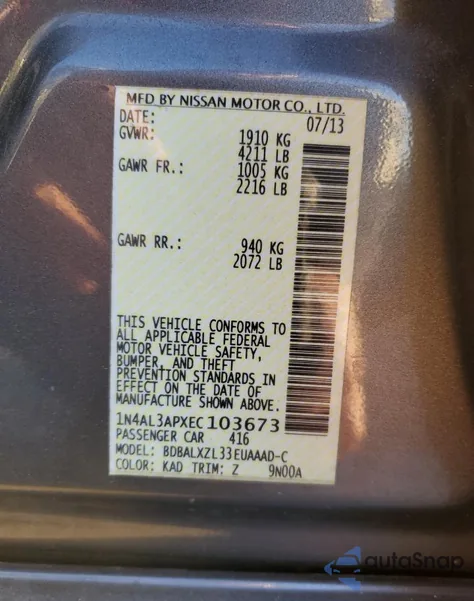 MFD BY NISSAN MOTOR CO., LTD.
DATE: 07/13
GVWR: 1910 KG
4211 LB
GAWR FR.: 1005 KG
2216 LB
GAWR RR.: 940 KG
2072 LB
THIS VEHICLE CONFORMS TO
ALL APPLICABLE FEDERAL
MOTOR VEHICLE SAFETY,
BUMPER, AND THEFT
PREVENTION STANDARDS IN
EFFECT ON THE DATE OF
MANUFACTURE SHOWN ABOVE.
1N4AL3APXEC103673
PASSENGER CAR 416
MODEL: BDBALXZL33EUAAAD-C
COLOR: KAD TRIM: Z 9N00A
autoSnap